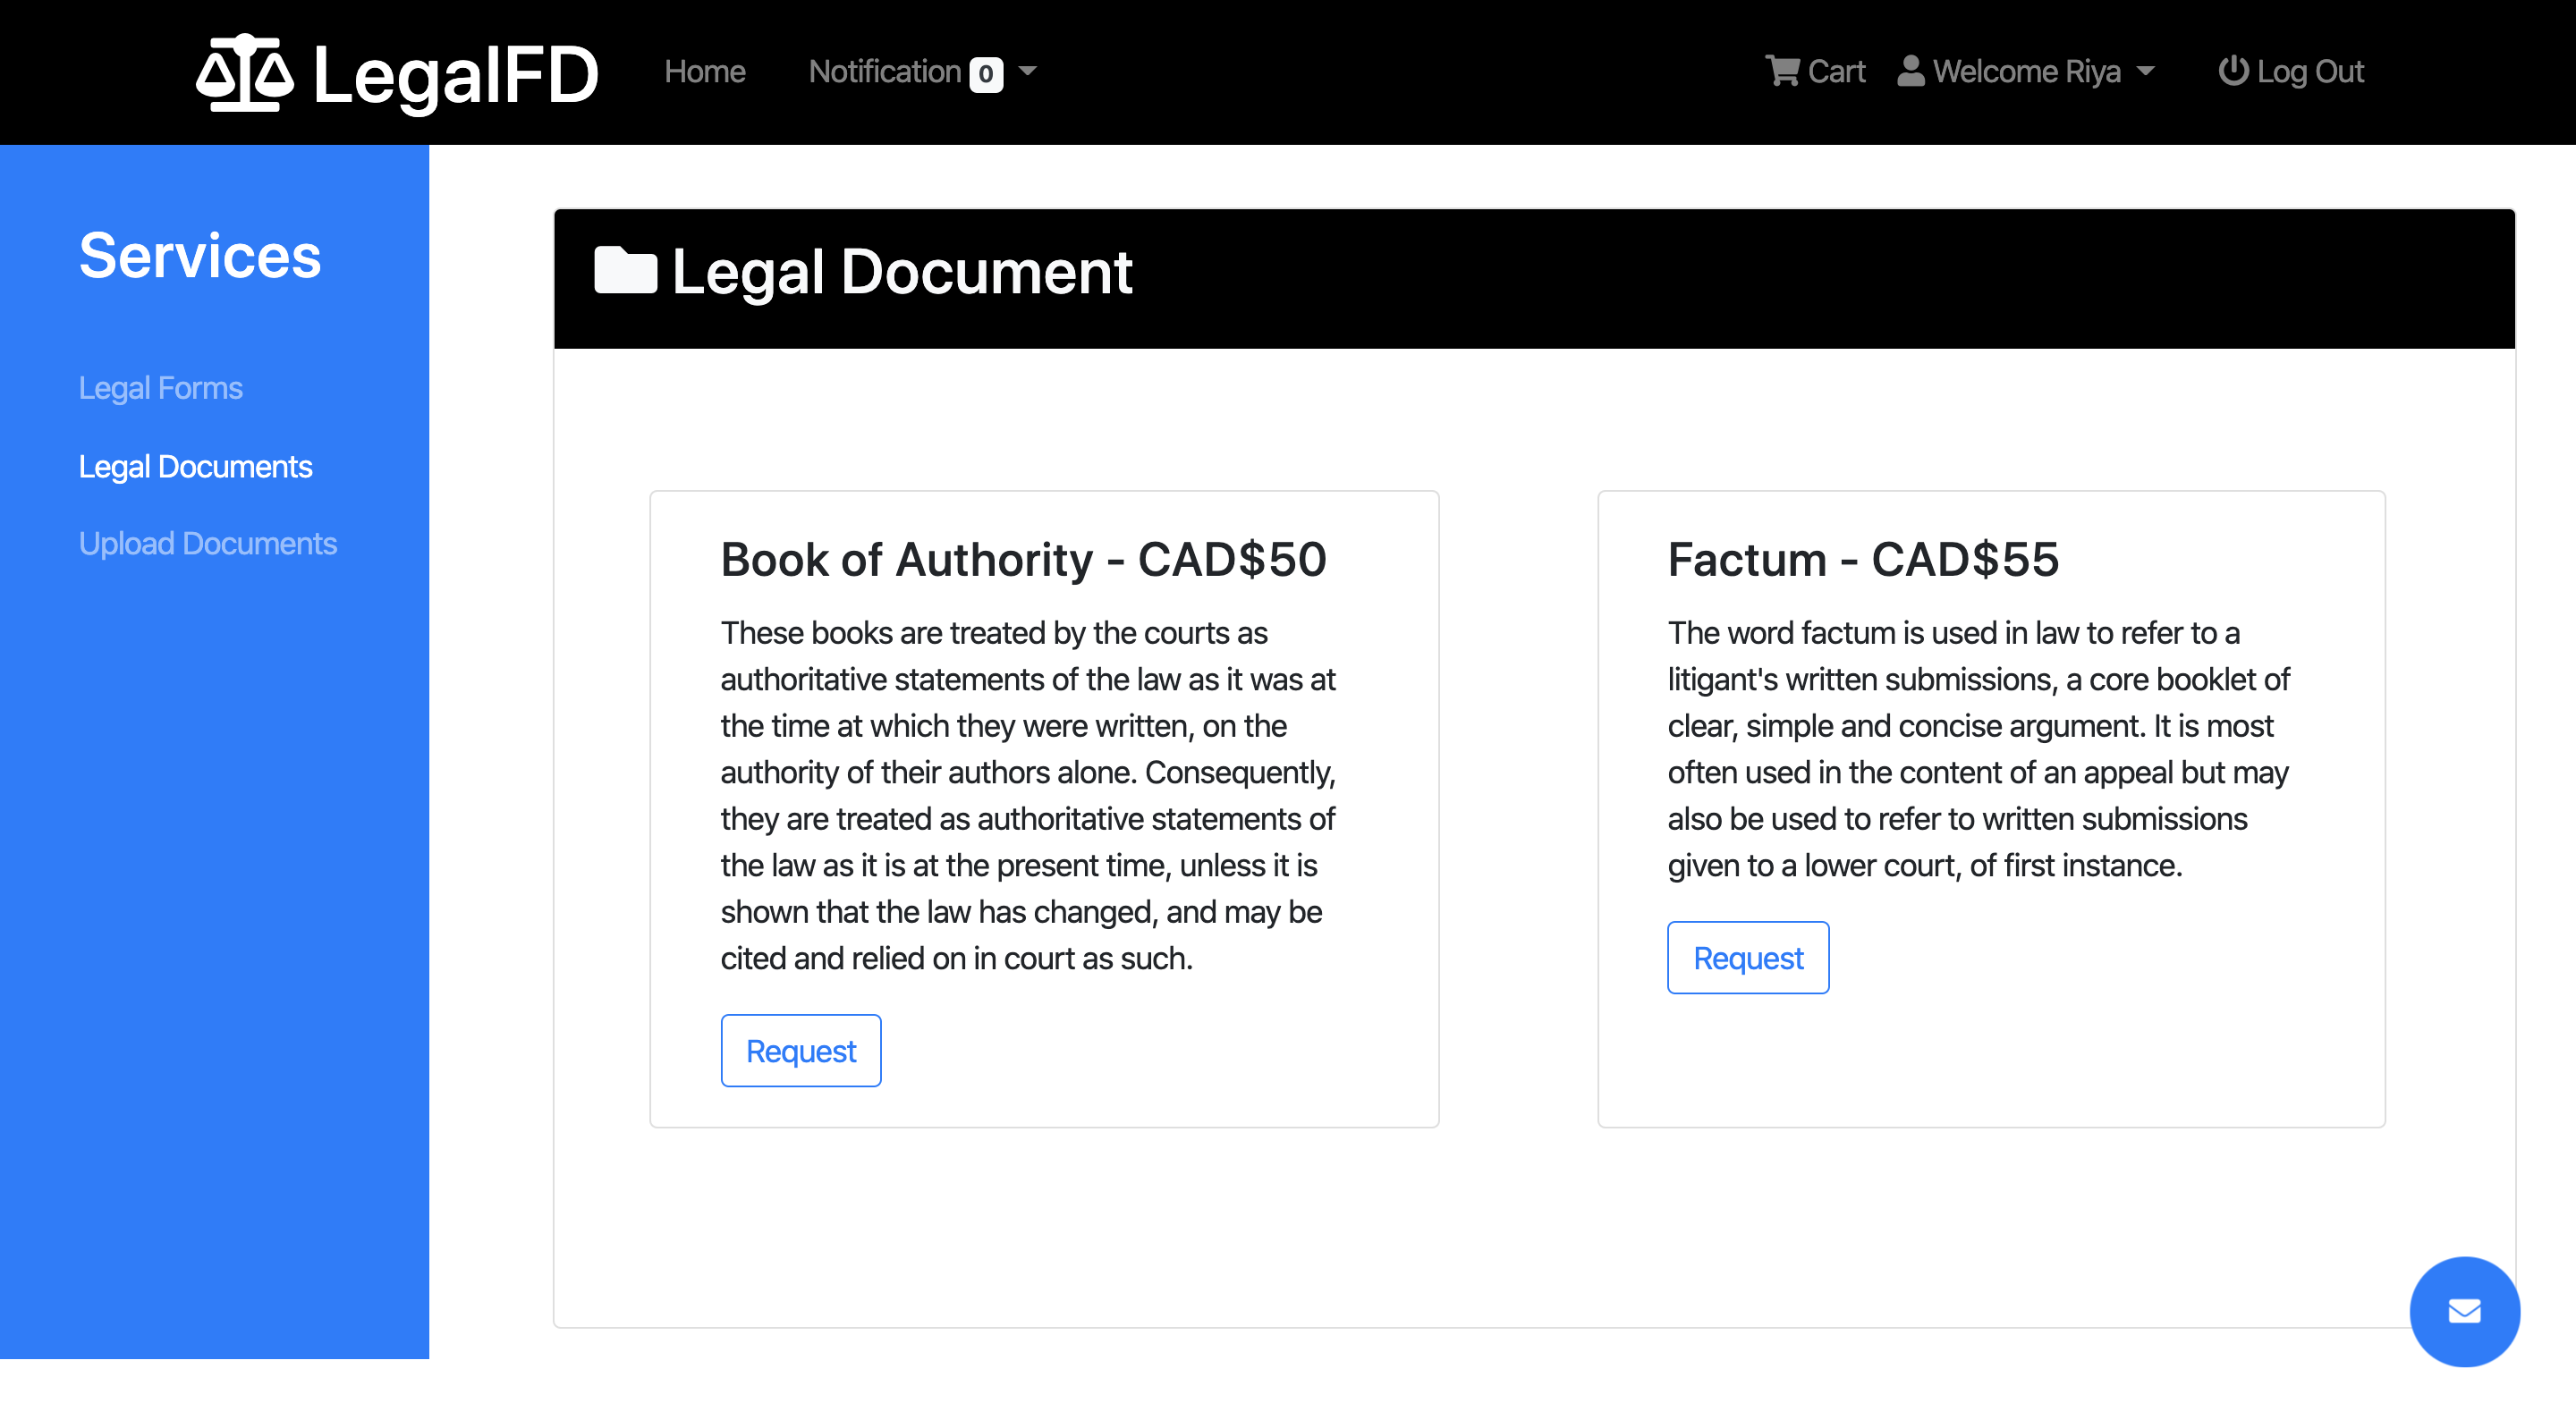 LegalFD
Home
Notification 0
Cart
Welcome Riya
Log Out
Services
Legal Forms
Legal Documents
Upload Documents
Legal Document
Book of Authority - CAD$50
These books are treated by the courts as
authoritative statements of the law as it was at
the time at which they were written, on the
authority of their authors alone. Consequently,
they are treated as authoritative statements of
the law as it is at the present time, unless it is
shown that the law has changed, and may be
cited and relied on in court as such.
Request
Factum - CAD$55
The word factum is used in law to refer to a
litigant's written submissions, a core booklet of
clear, simple and concise argument. It is most
often used in the content of an appeal but may
also be used to refer to written submissions
given to a lower court, of first instance.
Request